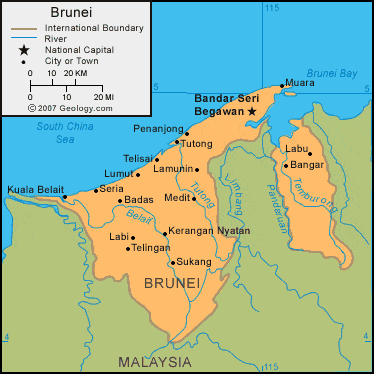 Brunei
International Boundary
River
National Capital
City or Town
0 10 20 KM
0 10 20 MI
© 2007 Geology.com
115
5
Brunei Bay
Muara
Bandar Seri
Begawan
South China
Sea
Penanjong
Tutong
Telisai
Lamunin
Labu
Bangar
Lumut
Kuala Belait
Seria
Badas
Medit
Tutong
Limbang
Pandaruan
Temburong
Belait
Labi
Kerangan Nyatan
Telingan
Sukang
BRUNEI
4
4
MALAYSIA
115